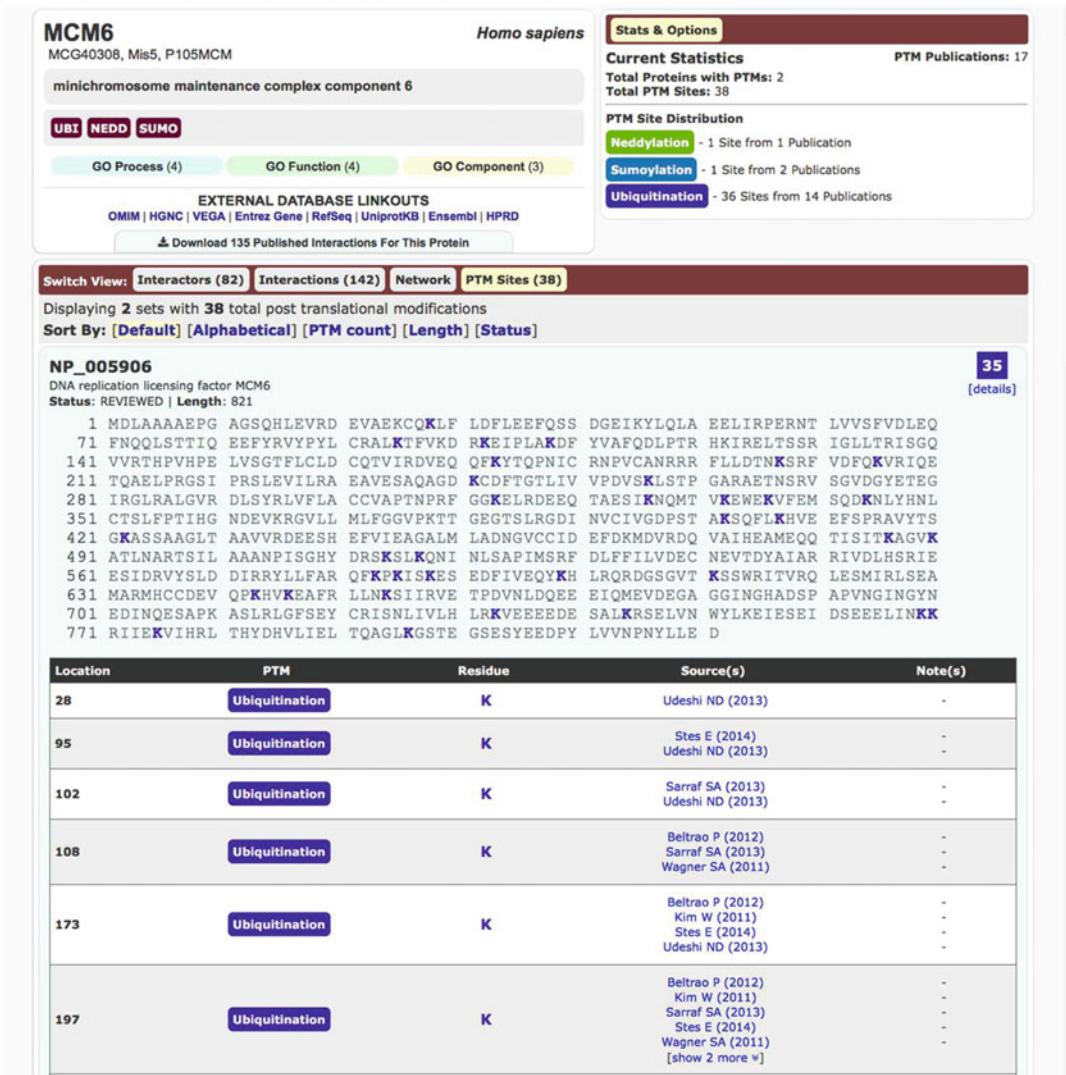 MCM6 Homo sapiens
MCG40308, Mis5, P105MCM
minichromosome maintenance complex component 6
UBI NEDD SUMO
GO Process (4) GO Function (4) GO Component (3)
EXTERNAL DATABASE LINKOUTS
OMIM | HGNC | VEGA | Entrez Gene | RefSeq | UniprotKB | Ensembl | HPRD
Download 135 Published Interactions For This Protein
Stats & Options
Current Statistics PTM Publications: 17
Total Proteins with PTMs: 2
Total PTM Sites: 38
PTM Site Distribution
Neddylation - 1 Site from 1 Publication
Sumoylation - 1 Site from 2 Publications
Ubiquitination - 36 Sites from 14 Publications
Switch View: Interactors (82) Interactions (142) Network PTM Sites (38)
Displaying 2 sets with 38 total post translational modifications
Sort By: [Default] [Alphabetical] [PTM count] [Length] [Status]
NP_005906 35
DNA replication licensing factor MCM6 [details]
Status: REVIEWED | Length: 821
1 MDLAAAAEPG AGSQHLEVRD EVAEKCQKLF LDFLEEFQSS DGEIKYLQLA EELIRPERNT LVVSFVDLEQ
71 FNQQLSTTIQ EEFYRVYPYL CRALKTFVKD RKEIPLAKDF YVAFQDLPTR HKIRELTSSR IGLLTRISGQ
141 VVRTHPVHPE LVSGTFLCLD CQTVIRDVEQ QFKYTQPNIC RNPVCANRRR FLLDTNKSRF VDFQKVRIQE
211 TQAELPRGSI PRSLEVILRA EAVESAQAGD KCDFTGTLIV VPDVSKLSTP GARAETNSRV SGVDGYETEG
281 IRGLRALGVR DLSYRLVFLA CCVAPTNPRF GGKELRDEEQ TAESIKNQMT VKEWEKVFEM SQDKNLYHNL
351 CTSLFPTIHG NDEVKRGVLL MLFGGVPKTT GEGTSLRGDI NVCIVGDPST AKSQFLKHVE EFSPRAVYTS
421 GKASSAAGLT AAVVRDEESH EFVIEAGALM LADNGVCCID EFDKMDVRDQ VAIHEAMEQQ TISITKAGVK
491 ATLNARTSIL AAANPISGHY DRSKSLKQNI NLSAPIMSRF DLFFILVDEC NEVTDYAIAR RIVDLHSRIE
561 ESIDRVYSLD DIRRYLLFAR QFKPKISKES EDFIVEQYKH LRQRDGSGVT KSSWRITVRQ LESMIRLSEA
631 MARMHCCDEV QPKHVKEAFR LLNKSIIRVE TPDVNLDQEE EIQMEVDEGA GGINGHADSP APVNGINGYN
701 EDINQESAPK ASLRLGFSEY CRISNLIVLH LRKVEEEEDE SALKRSELVN WYLKEIESEI DSEEELINKK
771 RIIEKVIHRL THYDHVLIEL TQAGLKGSTE GSESYEEDPY LVVNPNYLLE D
Location PTM Residue Source(s) Note(s)
28 Ubiquitination K Udeshi ND (2013) -
95 Ubiquitination K Stes E (2014) -
Udeshi ND (2013) -
102 Ubiquitination K Sarraf SA (2013) -
Udeshi ND (2013) -
108 Ubiquitination K Beltrao P (2012) -
Sarraf SA (2013) -
Wagner SA (2011) -
173 Ubiquitination K Beltrao P (2012) -
Kim W (2011) -
Stes E (2014) -
Udeshi ND (2013) -
197 Ubiquitination K Beltrao P (2012) -
Kim W (2011) -
Sarraf SA (2013) -
Stes E (2014) -
Wagner SA (2011) -
[show 2 more ¥]